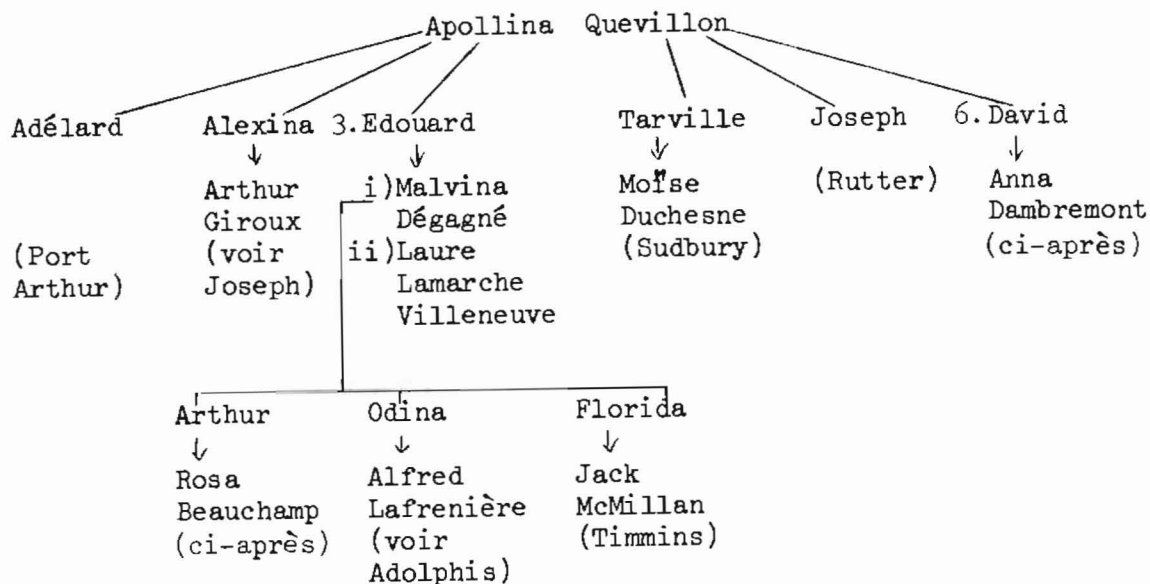 Apollina Quevillon
Adélard Alexina 3.Edouard Tarville Joseph 6.David
Arthur i)Malvina Morse (Rutter) Anna
Giroux Dégagné Duchesne Dambremont
(Port (voir ii)Laure (Sudbury) (ci-après)
Arthur) Joseph) Lamarche
Villeneuve
Arthur Odina Florida
Rosa Alfred Jack
Beauchamp Lafrenière McMillan
(ci-après) (voir (Timmins)
Adolphis)